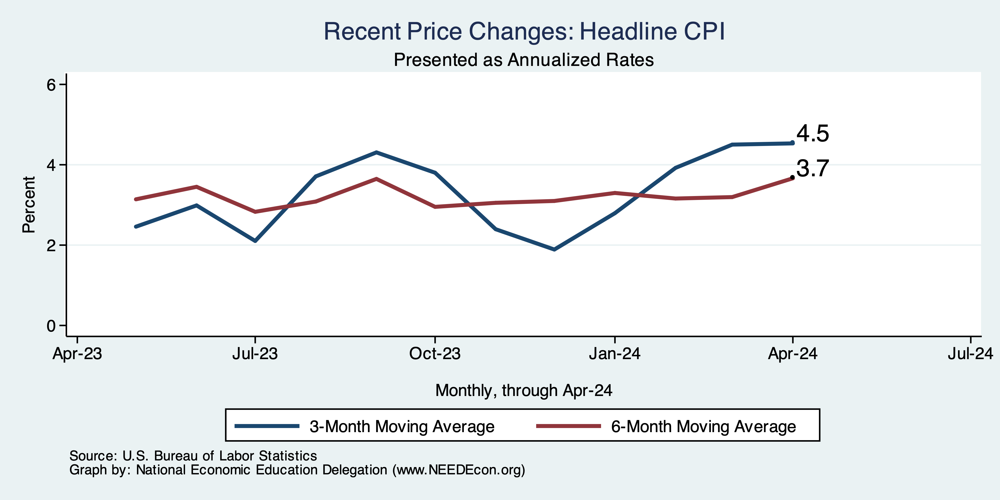 Recent Price Changes: Headline CPI
Presented as Annualized Rates
Percent
6
4
2
0
4.5
3.7
Apr-23 Jul-23 Oct-23 Jan-24 Apr-24 Jul-24
Monthly, through Apr-24
3-Month Moving Average 6-Month Moving Average
Source: U.S. Bureau of Labor Statistics
Graph by: National Economic Education Delegation (www.NEEDEcon.org)